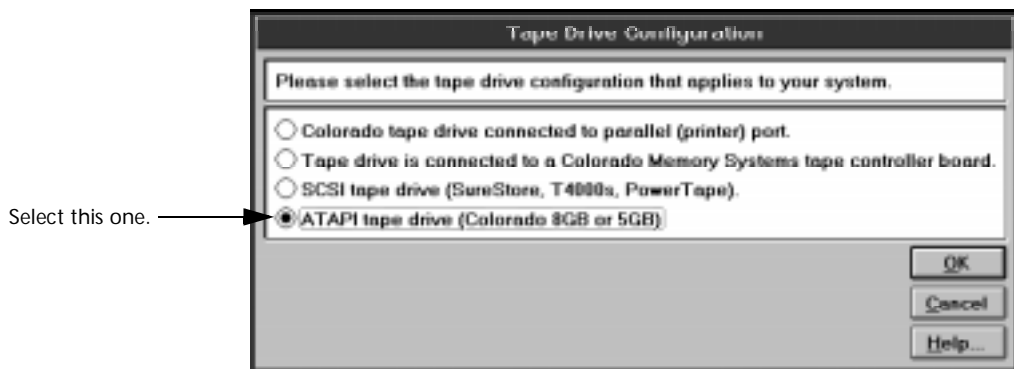 Tape Drive Configuration
Please select the tape drive configuration that applies to your system.
Colorado tape drive connected to parallel (printer) port.
Tape drive is connected to a Colorado Memory Systems tape controller board.
SCSI tape drive (SureStore, T4000s, PowerTape).
Select this one.
ATAPI tape drive (Colorado 8GB or 5GB)
OK
Cancel
Help...